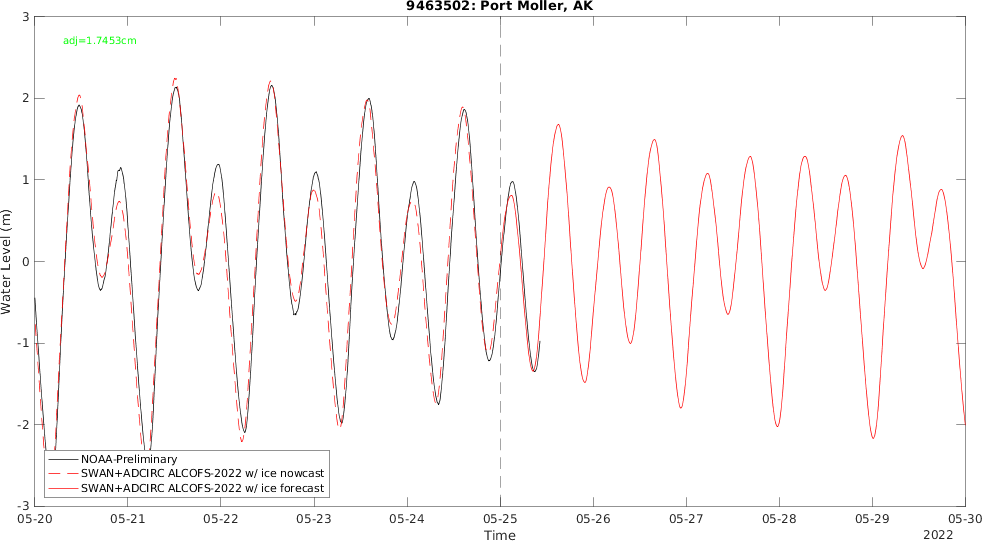 9463502: Port Moller, AK
adj=1.7453cm
Water Level (m)
3
2
1
0
-1
-2
-3
NOAA-Preliminary
SWAN+ADCIRC ALCOFS-2022 w/ ice nowcast
SWAN+ADCIRC ALCOFS-2022 w/ ice forecast
05-20 05-21 05-22 05-23 05-24 05-25 05-26 05-27 05-28 05-29 05-30
Time
2022